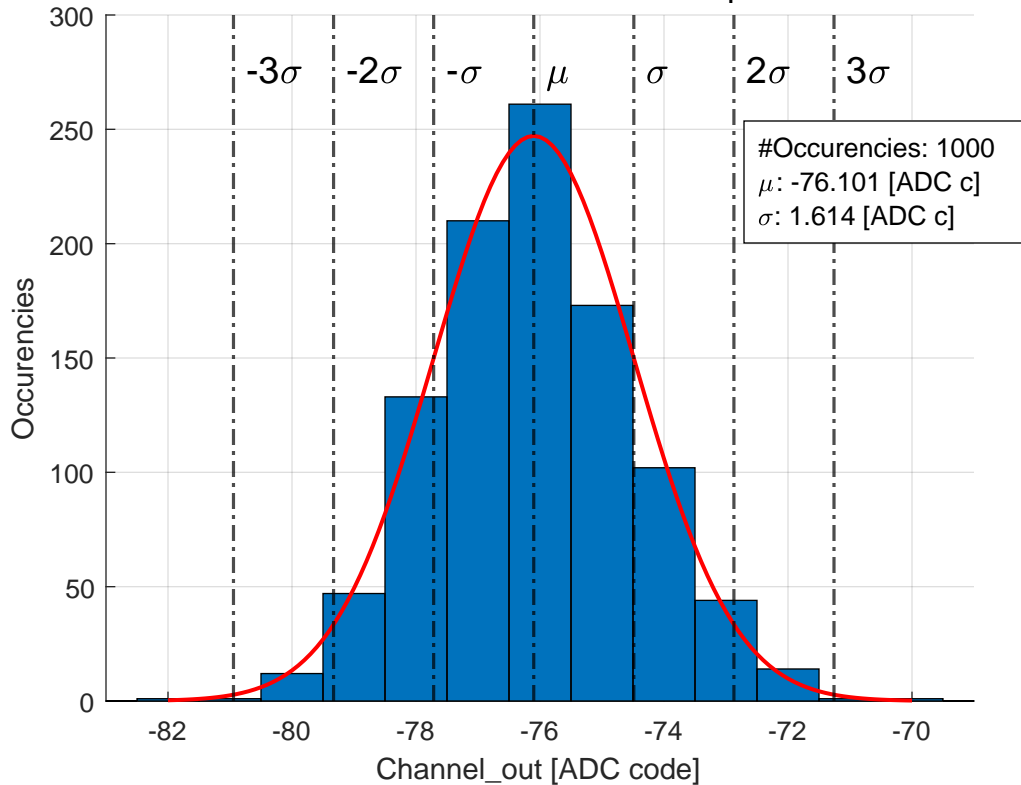 300
250
200
150
100
50
0
-3σ -2σ -σ μ σ 2σ 3σ
#Occurencies: 1000
μ: -76.101 [ADC c]
σ: 1.614 [ADC c]
Occurencies
-82 -80 -78 -76 -74 -72 -70
Channel_out [ADC code]